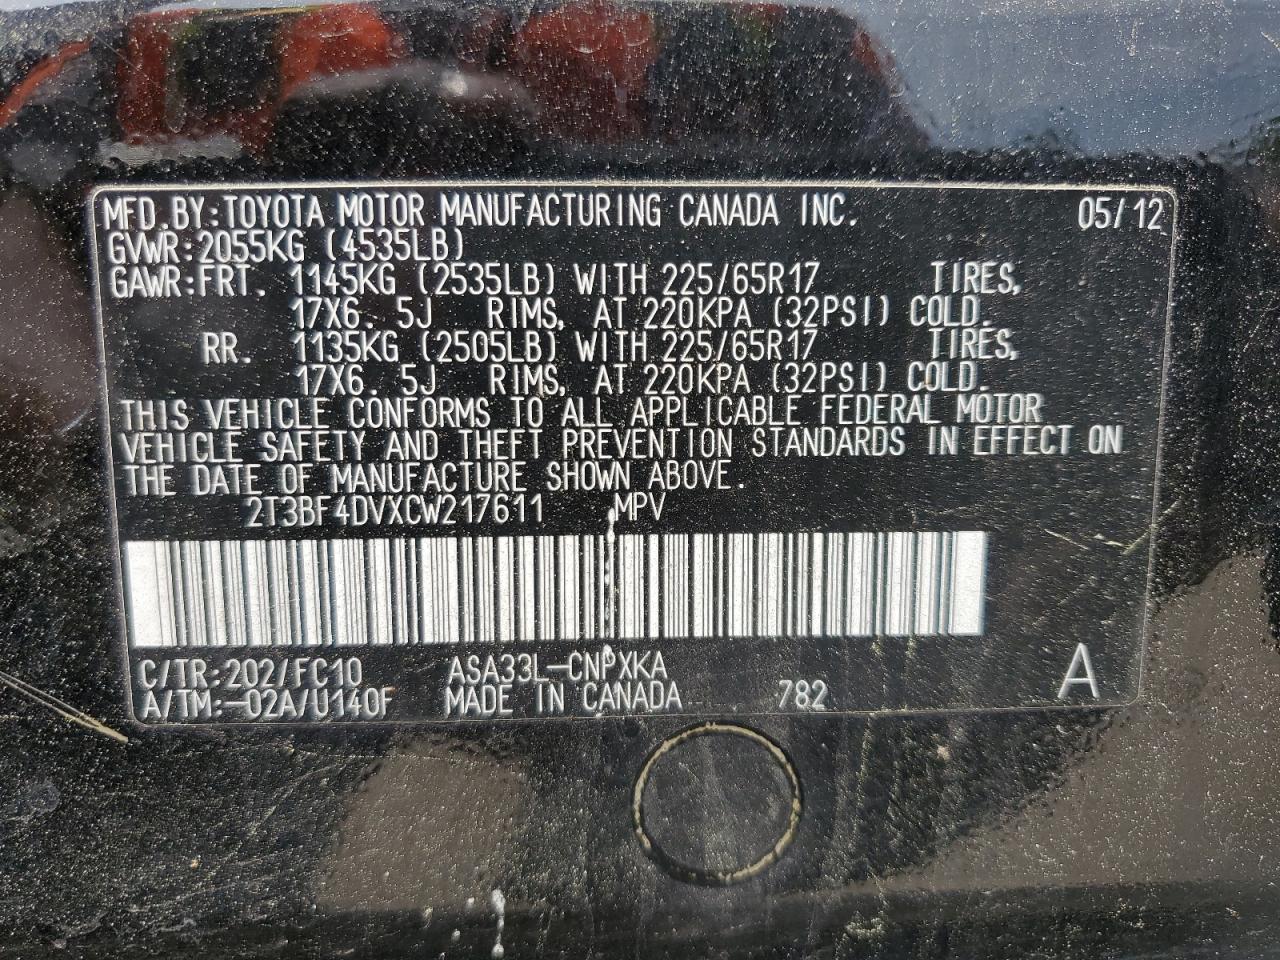 MFD.BY:TOYOTA MOTOR MANUFACTURING CANADA INC. 05/12
GVWR:2055KG (4535LB)
GAWR:FRT. 1145KG (2535LB) WITH 225/65R17 TIRES,
17X6.5J RIMS, AT 220KPA (32PSI) COLD.
RR. 1135KG (2505LB) WITH 225/65R17 TIRES,
17X6.5J RIMS, AT 220KPA (32PSI) COLD.
THIS VEHICLE CONFORMS TO ALL APPLICABLE FEDERAL MOTOR
VEHICLE SAFETY AND THEFT PREVENTION STANDARDS IN EFFECT ON
THE DATE OF MANUFACTURE SHOWN ABOVE.
2T3BF4DVXCW217611 MPV
C/TR:202/FC10 ASA33L-CNPXKA
A/TM:-02A/U140F MADE IN CANADA 782 A